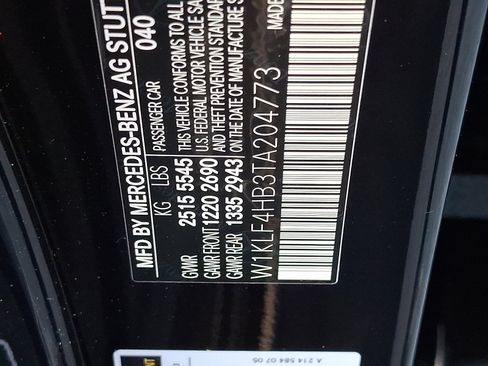 MFD BY MERCEDES-BENZ AG STUTT
040
PASSENGER CAR
KG LBS
GVWR 2515 5545
GAWR FRONT 1220 2690
GAWR REAR 1335 2943
THIS VEHICLE CONFORMS TO ALL
U.S. FEDERAL MOTOR VEHICLE SA
AND THEFT PREVENTION STANDAR
ON THE DATE OF MANUFACTURE S
MADE
W1KLF4HB3TA204773
A 214 584 07 05